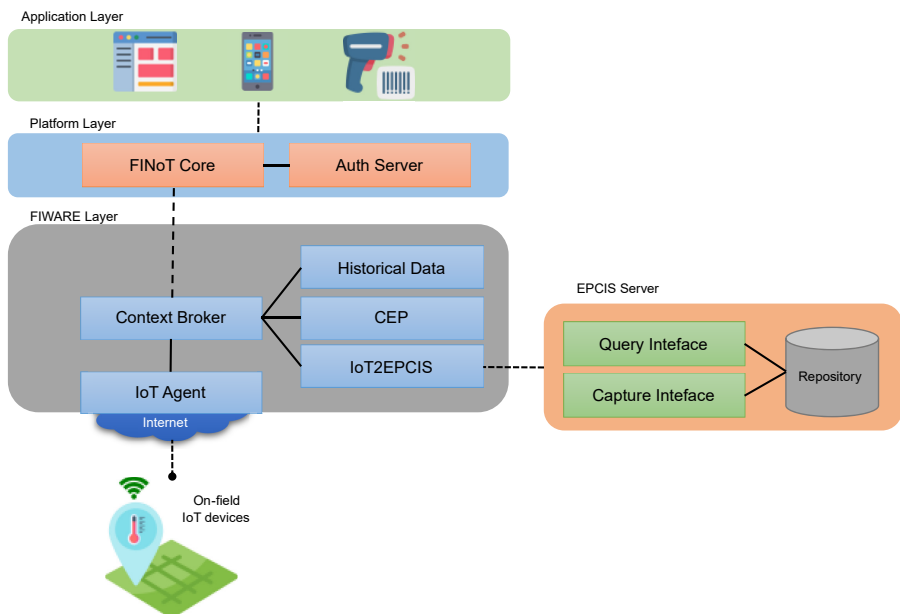 Application Layer
Platform Layer
FINoT Core
Auth Server
FIWARE Layer
Historical Data
Context Broker
CEP
IoT2EPCIS
IoT Agent
Internet
EPCIS Server
Query Inteface
Capture Inteface
Repository
On-field
IoT devices